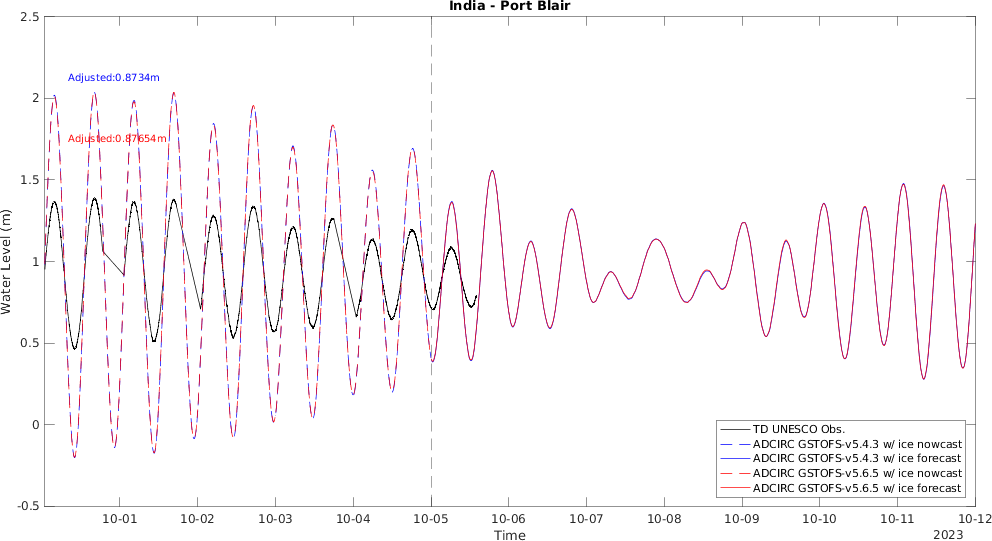 India - Port Blair
2.5
2
1.5
1
0.5
0
-0.5
Water Level (m)
Adjusted:0.8734m
Adjusted:0.87654m
TD UNESCO Obs.
ADCIRC GSTOFS-v5.4.3 w/ ice nowcast
ADCIRC GSTOFS-v5.4.3 w/ ice forecast
ADCIRC GSTOFS-v5.6.5 w/ ice nowcast
ADCIRC GSTOFS-v5.6.5 w/ ice forecast
10-01 10-02 10-03 10-04 10-05 10-06 10-07 10-08 10-09 10-10 10-11 10-12
Time
2023